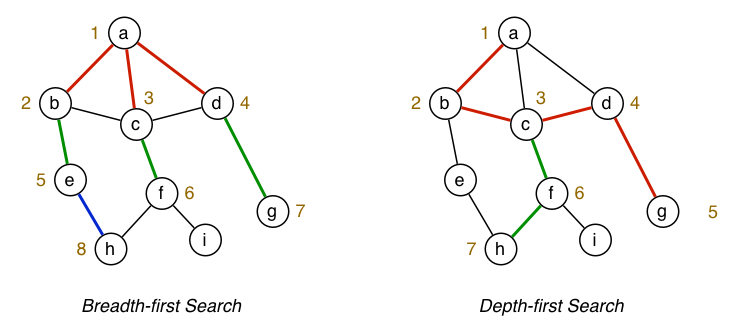 1 a
2 b 3 d 4
c
5 e f 6
g 7
8 h i
Breadth-first Search
1 a
2 b 3 d 4
c
e f 6
g 5
7 h i
Depth-first Search